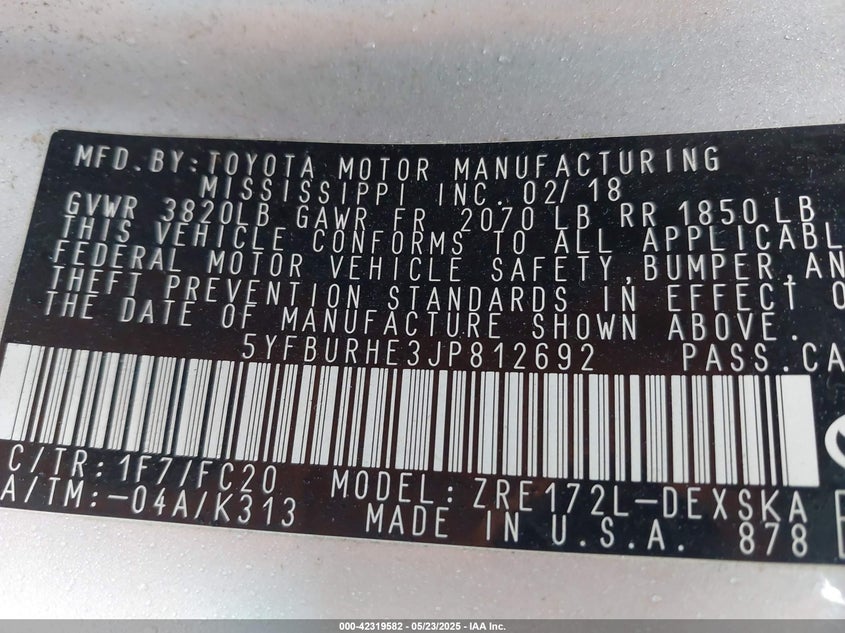 MFD.BY:TOYOTA MOTOR MANUFACTURING
MISSISSIPPI INC. 02/18
GVWR 3820LB GAWR FR 2070 LB RR 1850 LB
THIS VEHICLE CONFORMS TO ALL APPLICABL
FEDERAL MOTOR VEHICLE SAFETY,BUMPER,AN
THEFT PREVENTION STANDARDS IN EFFECT O
THE DATE OF MANUFACTURE SHOWN ABOVE.
5YFBURHE3JP812692 PASS.CA
C/TR:1F7/FC20 MODEL:ZRE172L-DEXSKA
A/TM:-04A/K313 MADE IN U.S.A. 878
000-42319582 - 05/23/2025 - IAA Inc.